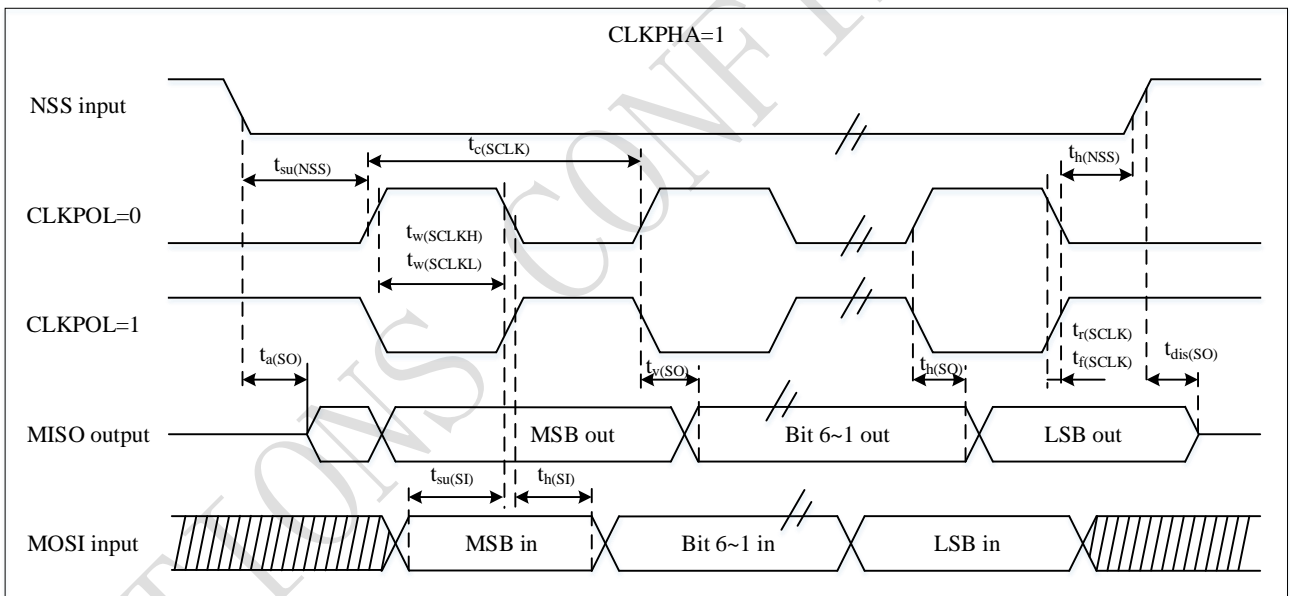 CLKPHA=1
NSS input
tc(SCLK)
tsu(NSS)
th(NSS)
CLKPOL=0
tw(SCLKH)
tw(SCLKL)
CLKPOL=1
ta(SO)
tv(SO)
th(SO)
tr(SCLK)
tf(SCLK)
tdis(SO)
MISO output
MSB out
Bit 6~1 out
LSB out
tsu(SI)
th(SI)
MOSI input
MSB in
Bit 6~1 in
LSB in
TIONS CONF